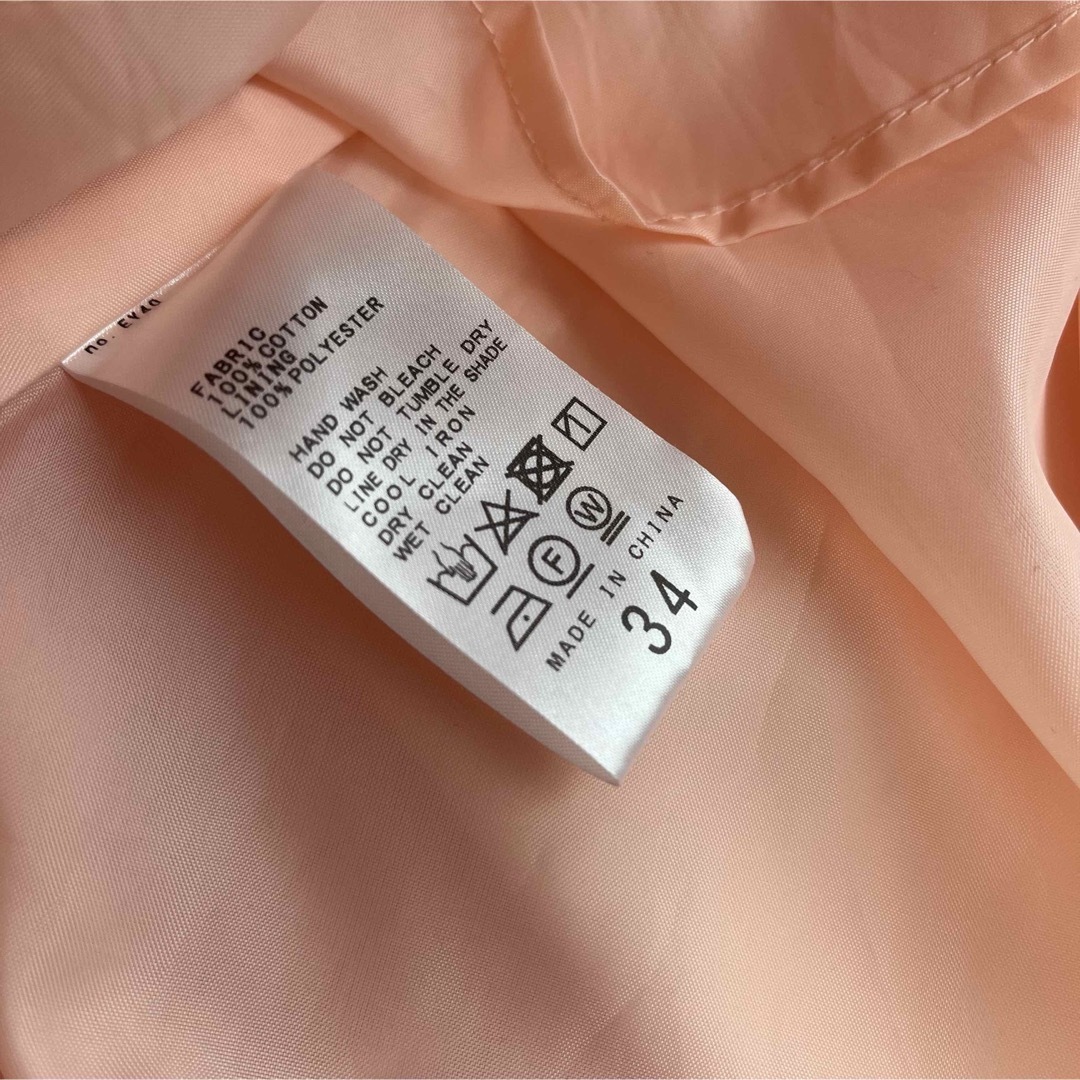 no. EY49
FABRIC
100% COTTON
LINING
100% POLYESTER
HAND WASH
DO NOT BLEACH
DO NOT TUMBLE DRY
LINE DRY IN THE SHADE
COOL IRON
DRY CLEAN
WET CLEAN
F
W
MADE IN CHINA
34